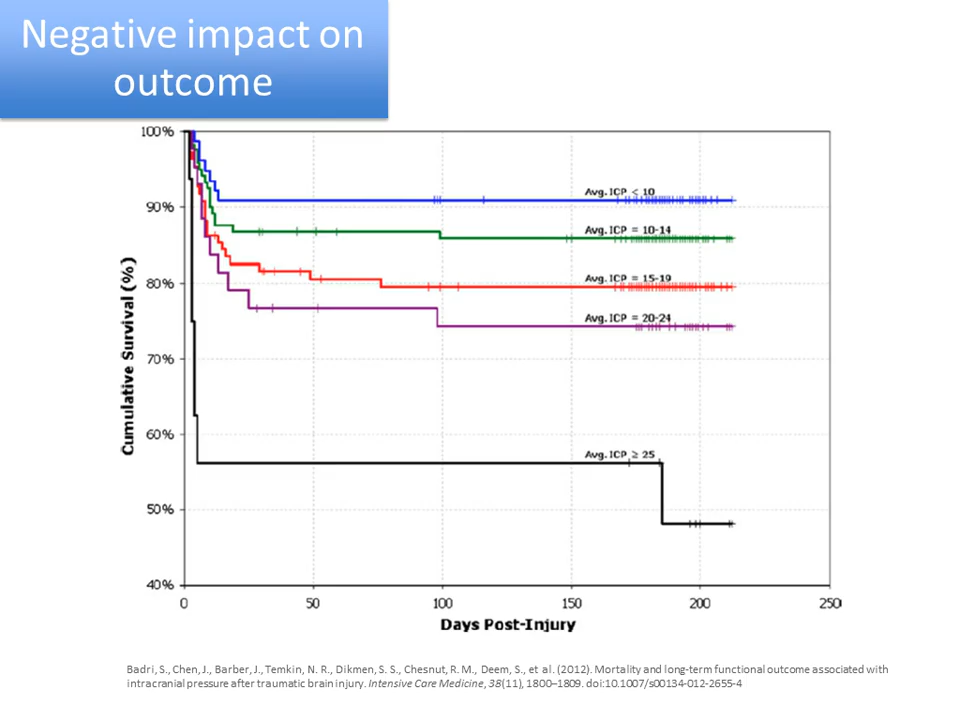 Negative impact on
outcome
100%
90%
80%
70%
60%
50%
40%
Cumulative Survival (%)
Avg. ICP < 10
Avg. ICP = 10-14
Avg. ICP = 15-19
Avg. ICP = 20-24
Avg. ICP ≥ 25
0 50 100 150 200 250
Days Post-Injury
Badri, S., Chen, J., Barber, J., Temkin, N. R., Dikmen, S. S., Chesnut, R. M., Deem, S., et al. (2012). Mortality and long-term functional outcome associated with
intracranial pressure after traumatic brain injury. Intensive Care Medicine, 38(11), 1800–1809. doi:10.1007/s00134-012-2655-4